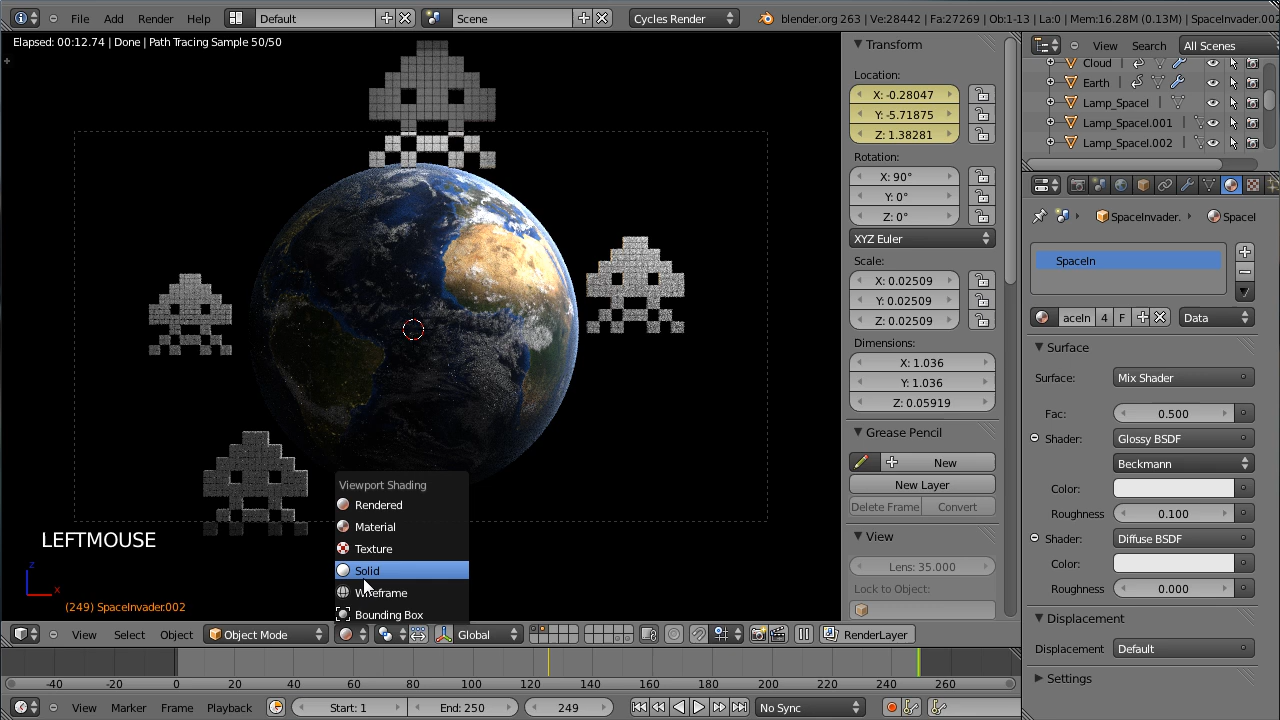 File Add Render Help Default Scene Cycles Render blender.org 263 | Ve:28442 | Fa:27269 | Ob:1-13 | La:0 | Mem:16.28M (0.13M) | SpaceInvader.002
Elapsed: 00:12.74 | Done | Path Tracing Sample 50/50
LEFTMOUSE
z
x
(249) SpaceInvader.002
Viewport Shading
Rendered
Material
Texture
Solid
Wireframe
Bounding Box
View Select Object Object Mode Global RenderLayer
Transform
Location:
X: -0.28047
Y: -5.71875
Z: 1.38281
Rotation:
X: 90°
Y: 0°
Z: 0°
XYZ Euler
Scale:
X: 0.02509
Y: 0.02509
Z: 0.02509
Dimensions:
X: 1.036
Y: 1.036
Z: 0.05919
Grease Pencil
New
New Layer
Delete Frame Convert
View
Lens: 35.000
Lock to Object:
View Search All Scenes
Cloud
Earth
Lamp_SpaceI
Lamp_SpaceI.001
Lamp_SpaceI.002
SpaceInvader. SpaceI
SpaceIn
aceIn 4 F Data
Surface
Surface: Mix Shader
Fac: 0.500
Shader: Glossy BSDF
Beckmann
Color:
Roughness 0.100
Shader: Diffuse BSDF
Color:
Roughness 0.000
Displacement
Displacement Default
Settings
-40 -20 0 20 40 60 80 100 120 140 160 180 200 220 240 260
View Marker Frame Playback Start: 1 End: 250 249 No Sync